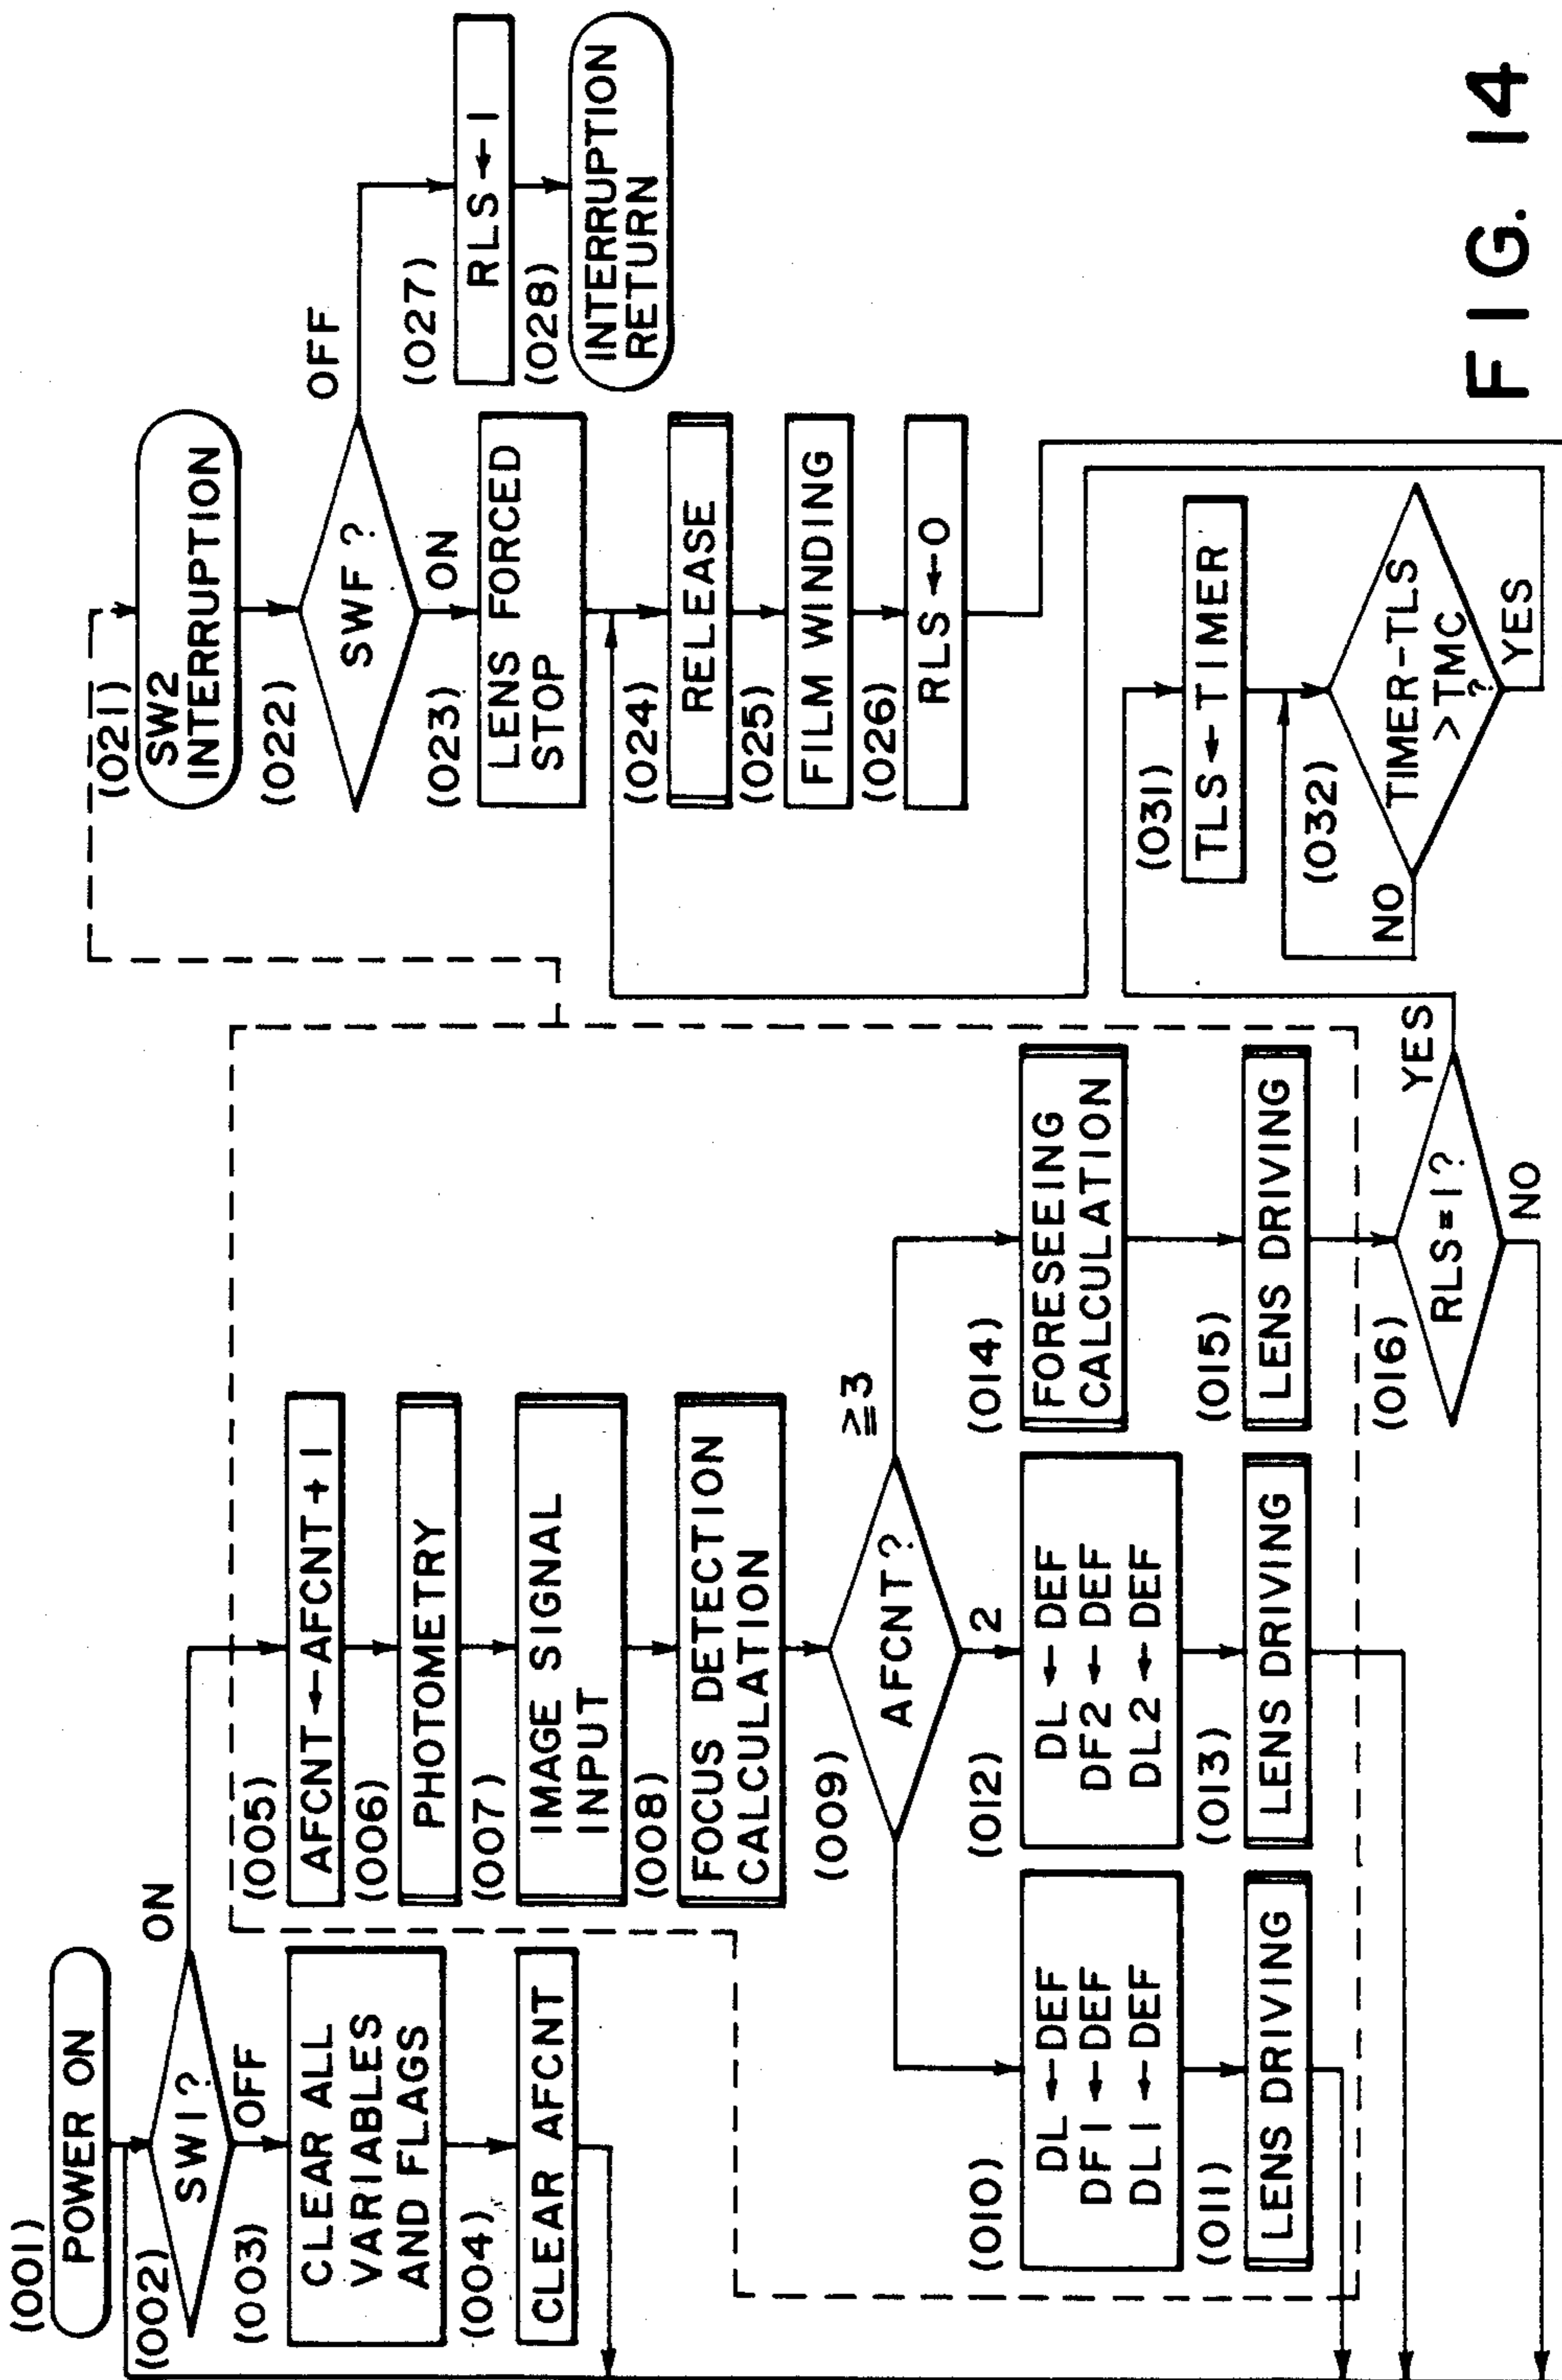 (001)
POWER ON
(002)
SW1?
ON
OFF
(003)
CLEAR ALL
VARIABLES
AND FLAGS
(004)
CLEAR AFCNT
(005)
AFCNT←AFCNT+1
(006)
PHOTOMETRY
(007)
IMAGE SIGNAL
INPUT
(008)
FOCUS DETECTION
CALCULATION
(009)
AFCNT?
≧3
2
(010)
DL←DEF
DF1←DEF
DL1←DEF
(011)
LENS DRIVING
(012)
DL←DEF
DF2←DEF
DL2←DEF
(013)
LENS DRIVING
(014)
FORESEEING
CALCULATION
(015)
LENS DRIVING
(016)
RLS=1?
YES
NO
(021)
SW2
INTERRUPTION
(022)
SWF?
OFF
ON
(023)
LENS FORCED
STOP
(024)
RELEASE
(025)
FILM WINDING
(026)
RLS←0
(027)
RLS←1
(028)
INTERRUPTION
RETURN
(031)
TLS←TIMER
(032)
TIMER-TLS
>TMC
?
NO
YES
FIG. 14